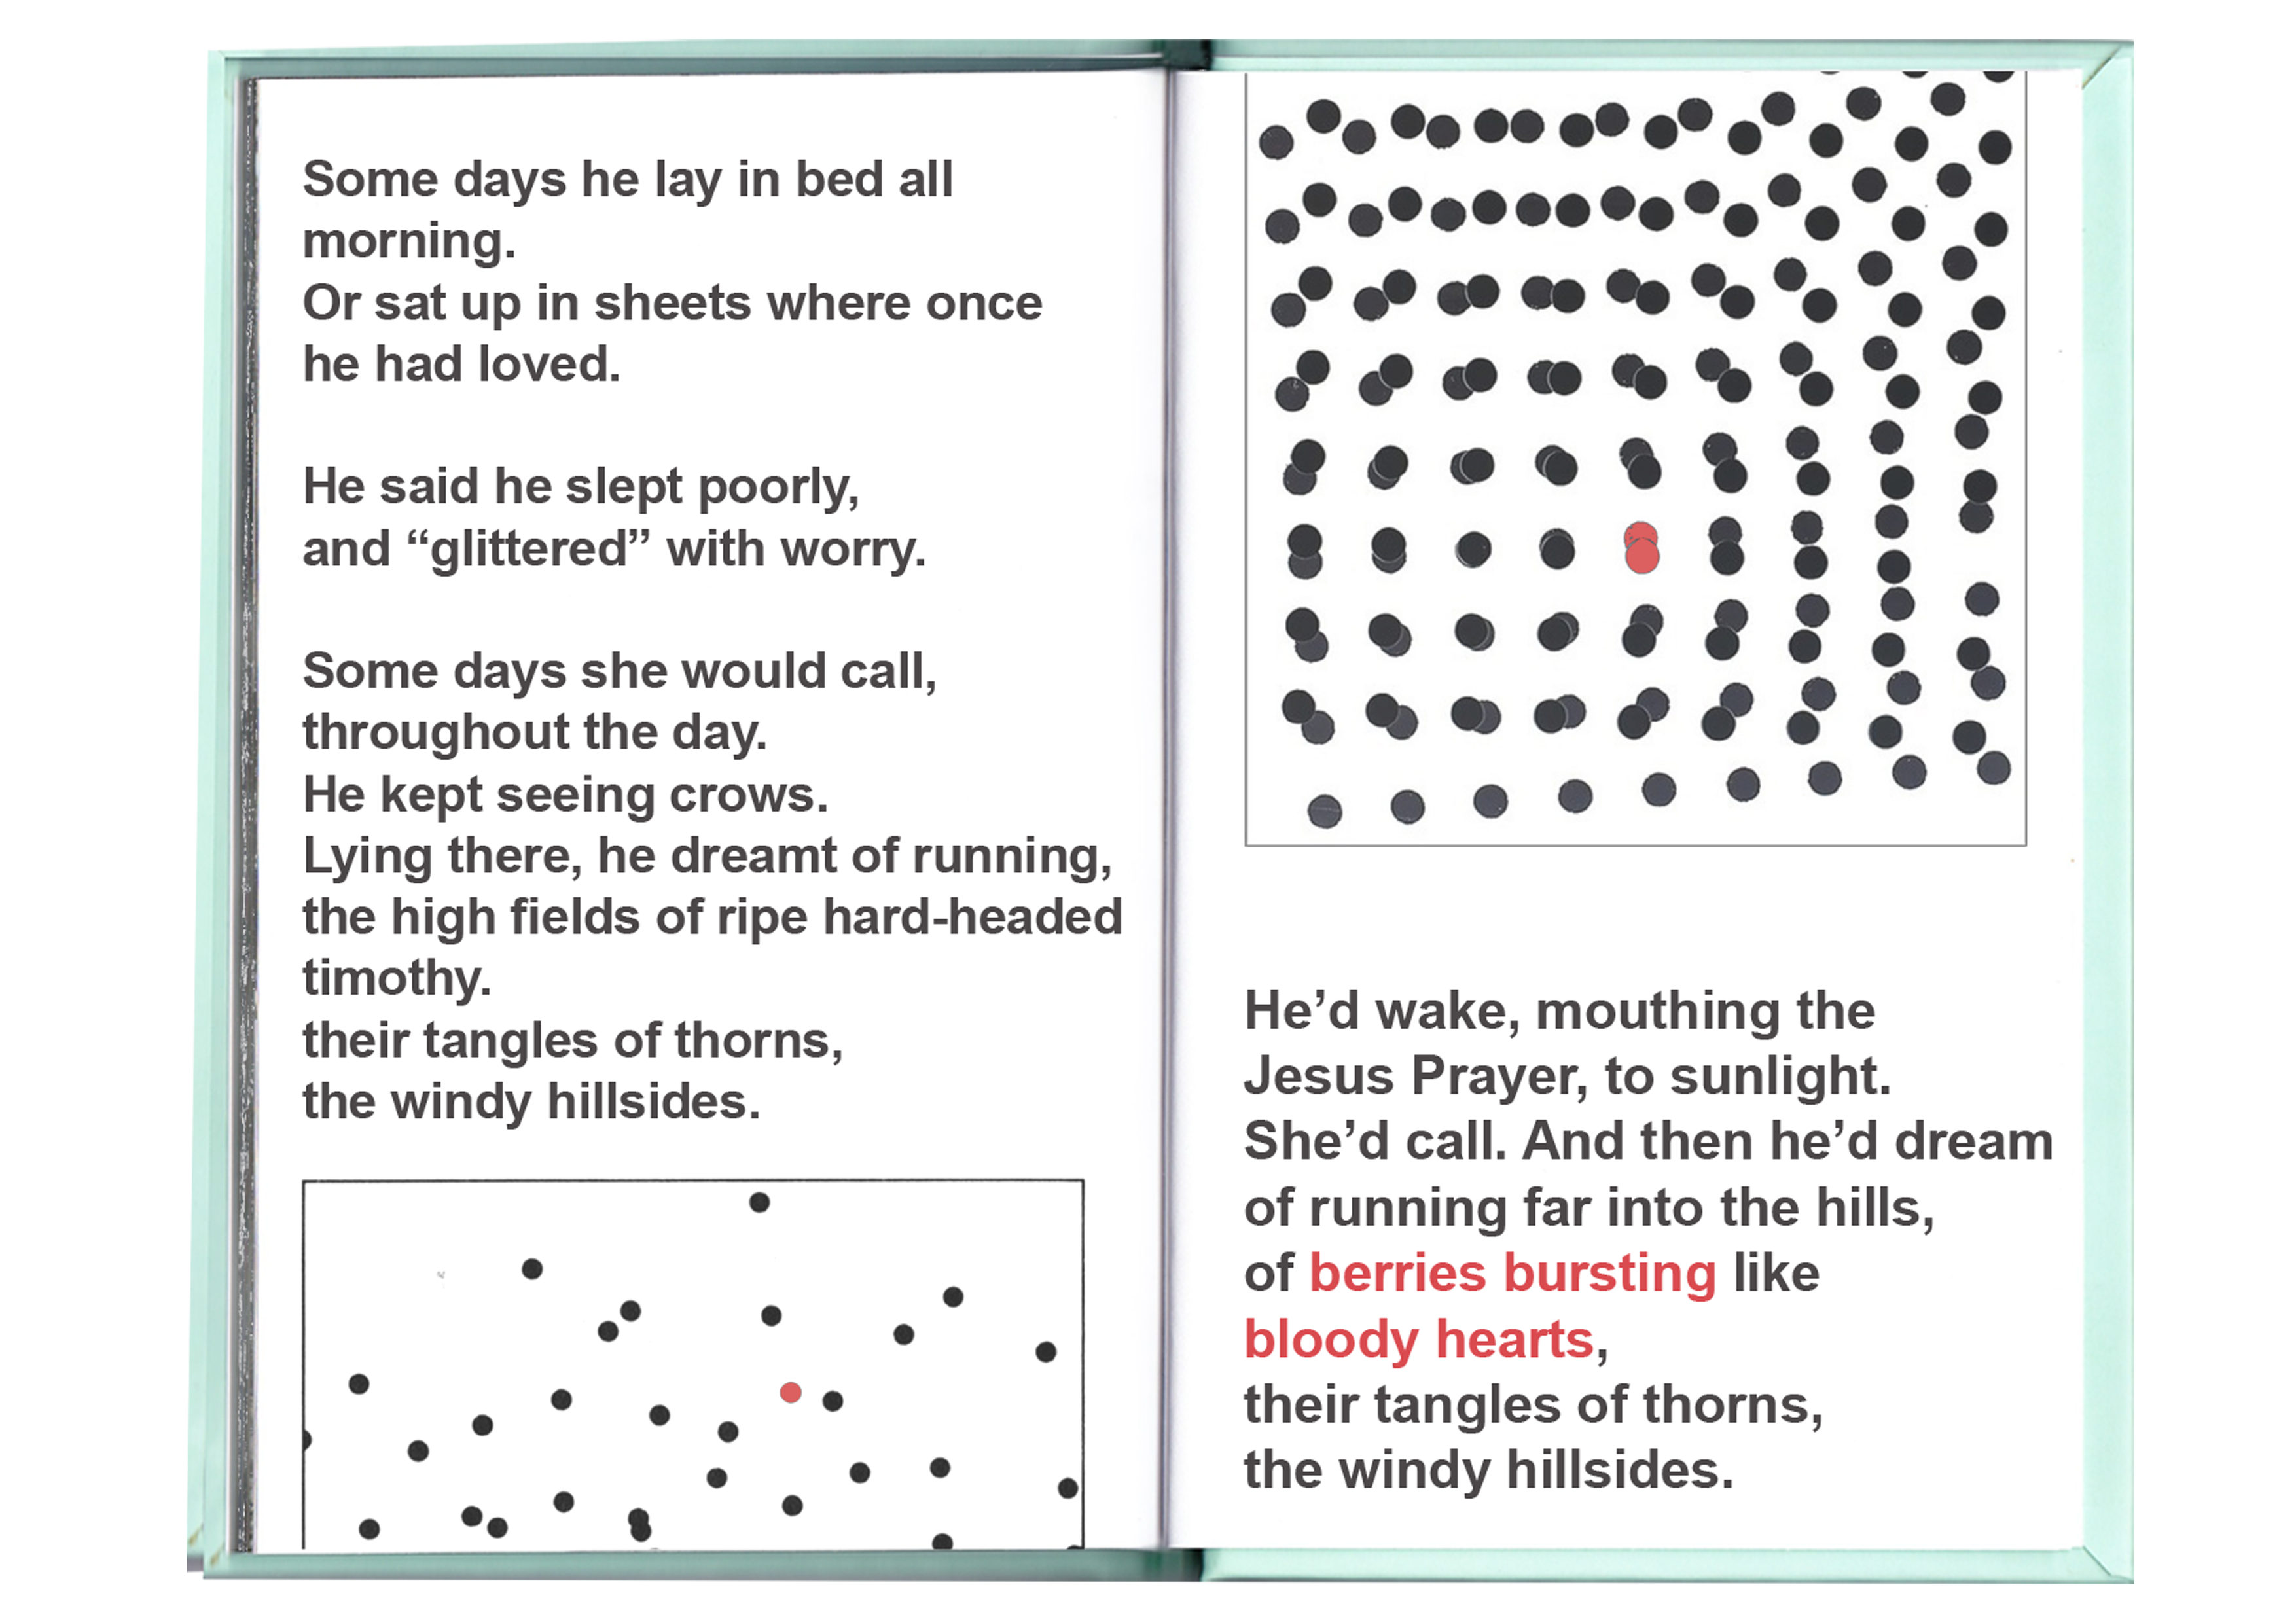 Some days he lay in bed all
morning.
Or sat up in sheets where once
he had loved.
He said he slept poorly,
and “glittered” with worry.
Some days she would call,
throughout the day.
He kept seeing crows.
Lying there, he dreamt of running,
the high fields of ripe hard-headed
timothy.
their tangles of thorns,
the windy hillsides.
He’d wake, mouthing the
Jesus Prayer, to sunlight.
She’d call. And then he’d dream
of running far into the hills,
of berries bursting like
bloody hearts,
their tangles of thorns,
the windy hillsides.